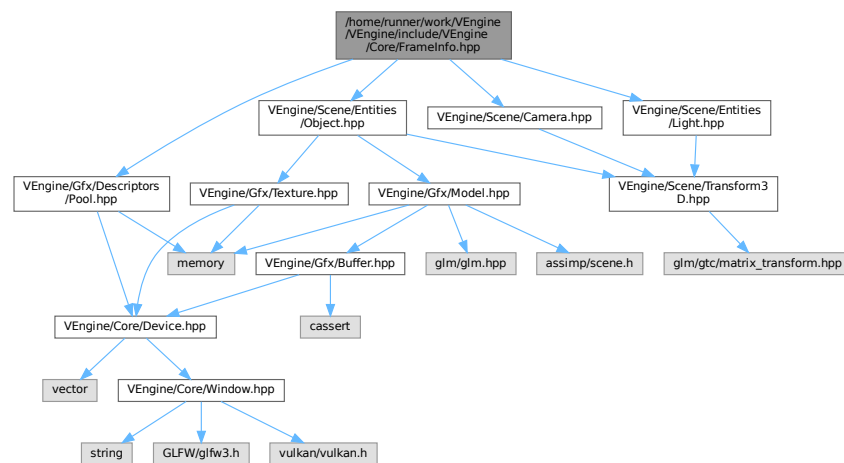 /home/runner/work/VEngine
/VEngine/include/VEngine
/Core/FrameInfo.hpp
VEngine/Scene/Entities
/Object.hpp
VEngine/Scene/Camera.hpp
VEngine/Scene/Entities
/Light.hpp
VEngine/Gfx/Descriptors
/Pool.hpp
VEngine/Gfx/Texture.hpp
VEngine/Gfx/Model.hpp
VEngine/Scene/Transform3
D.hpp
memory
VEngine/Gfx/Buffer.hpp
glm/glm.hpp
assimp/scene.h
glm/gtc/matrix_transform.hpp
VEngine/Core/Device.hpp
cassert
vector
VEngine/Core/Window.hpp
string
GLFW/glfw3.h
vulkan/vulkan.h